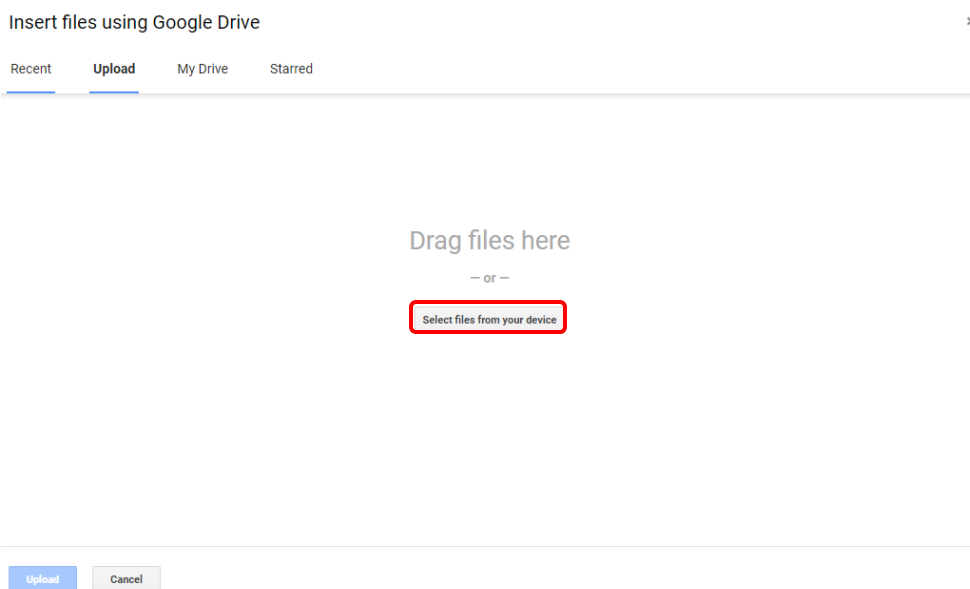 Insert files using Google Drive
Recent Upload My Drive Starred
Drag files here
— or —
Select files from your device
Upload Cancel